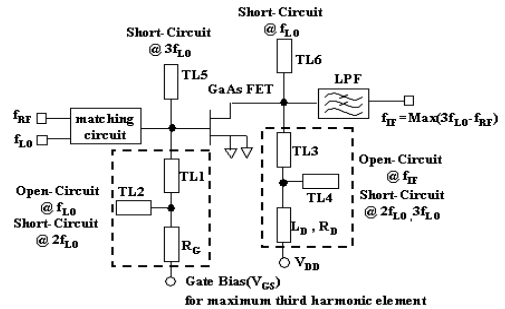 Short-Circuit
@ fLO
Short-Circuit
@ 3fLO
TL6
TL5
GaAs FET
LPF
fRF
fLO
matching
circuit
fIF=Max(3fLO-fRF)
TL1
TL2
RG
TL3
TL4
LD , RD
Open-Circuit
@ fLO
Short-Circuit
@ 2fLO
Open-Circuit
@ fIF
Short-Circuit
@ 2fLO ,3fLO
VDD
Gate Bias(VGS)
for maximum third harmonic element